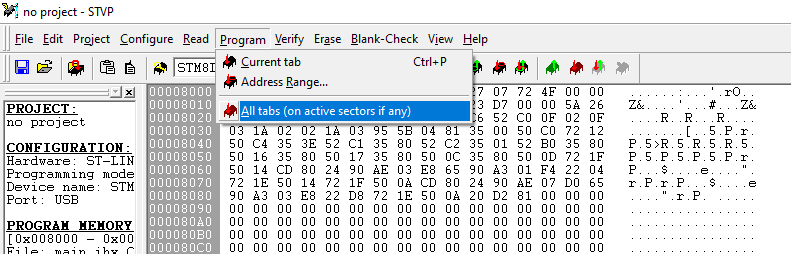 no project - STVP
File Edit Project Configure Read Program Verify Erase Blank-Check View Help
STM8
Current tab Ctrl+P
Address Range...
All tabs (on active sectors if any)
PROJECT:
no project
CONFIGURATION:
Hardware: ST-LIN
Programming mode
Device name: STM
Port: USB
PROGRAM MEMORY
[0x008000 - 0x00
File: main.ihx C
00008000 27 07 72 4F 00 00 .......:...'.rO..
00008010 23 D7 00 00 5A 26 Z&....'...#...Z&
00008020 26 52 C0 0F 02 0F ...R..R...R....
00008030 03 1A 02 02 1A 03 95 5B 04 81 35 00 50 C0 72 12 .......[..5.P.r.
00008040 50 C4 35 3E 52 C1 35 80 52 C2 35 01 52 B0 35 80 P.5>R.5.R.5.R.5.
00008050 50 16 35 80 50 17 35 80 50 0C 35 80 50 0D 72 1F P.5.P.5.P.5.P.r.
00008060 50 14 CD 80 24 90 AE 03 E8 65 90 A3 01 F4 22 04 P...$....e....".
00008070 72 1E 50 14 72 1F 50 0A CD 80 24 90 AE 07 D0 65 r.P.r.P...$....e
00008080 90 A3 03 E8 22 D8 72 1E 50 0A 20 D2 81 00 00 00 ....".r.P. .....
00008090 00 00 00 00 00 00 00 00 00 00 00 00 00 00 00 00 ................
000080A0 00 00 00 00 00 00 00 00 00 00 00 00 00 00 00 00 ................
000080B0 00 00 00 00 00 00 00 00 00 00 00 00 00 00 00 00 ................
000080C0 00 00 00 00 00 00 00 00 00 00 00 00 00 00 00 00 ................